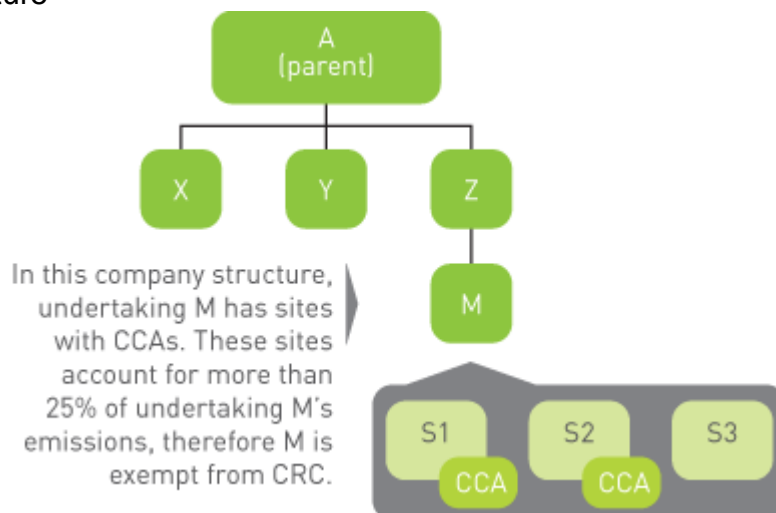 A
(parent)
X
Y
Z
In this company structure,
undertaking M has sites
with CCAs. These sites
account for more than
25% of undertaking M's
emissions, therefore M is
exempt from CRC.
M
S1
S2
S3
CCA
CCA